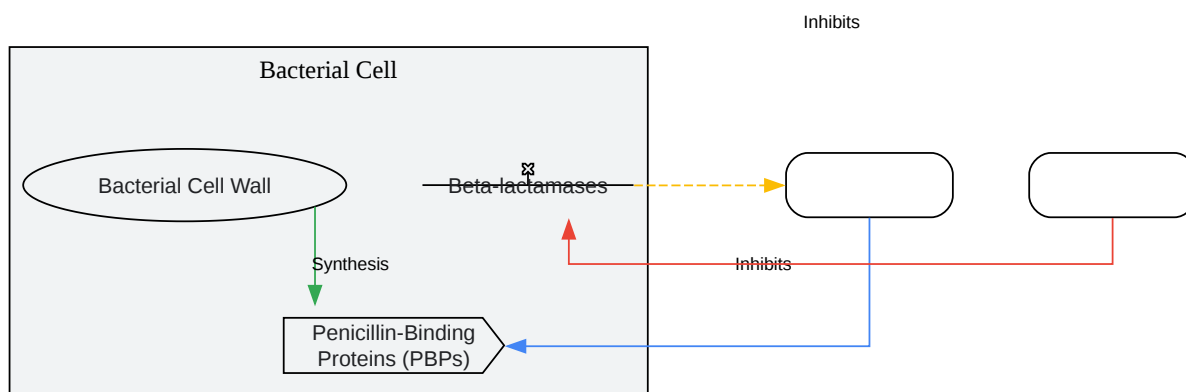 Inhibits
Bacterial Cell
Bacterial Cell Wall
Beta-lactamases
Synthesis
Inhibits
Penicillin-Binding
Proteins (PBPs)